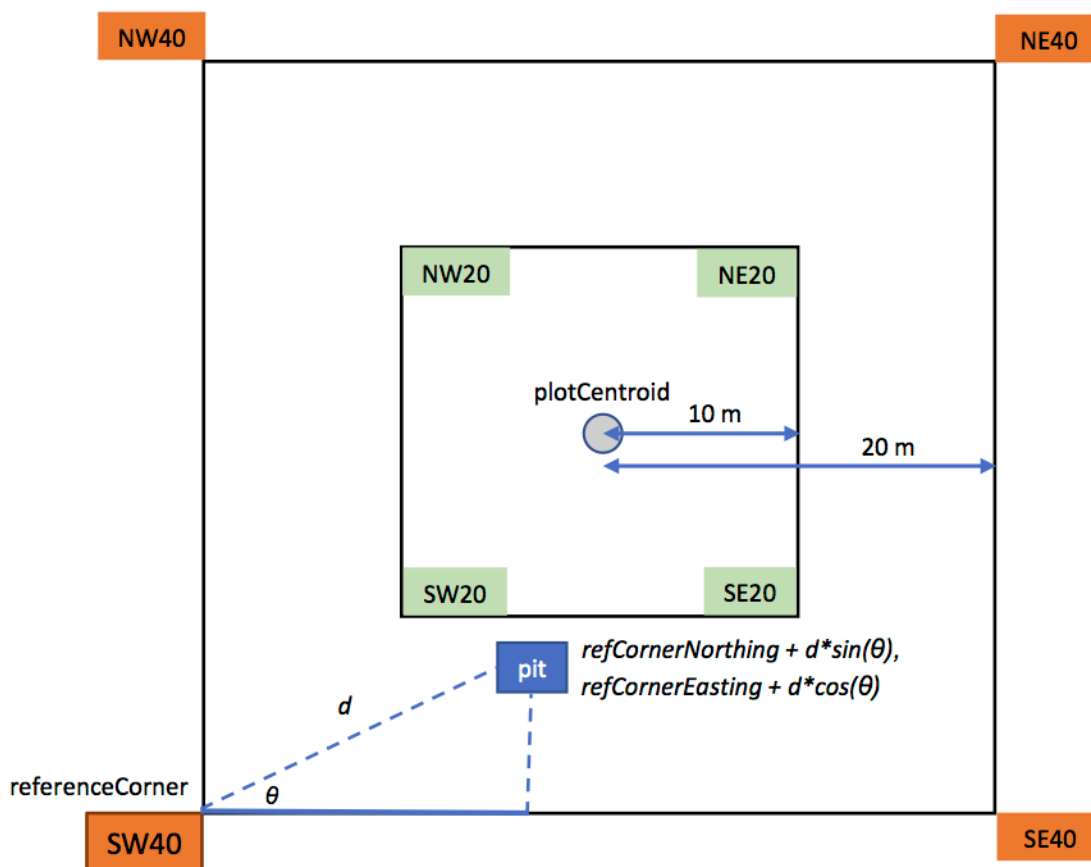 NW40
NE40
NW20
NE20
plotCentroid
10 m
20 m
SW20
SE20
pit
refCornerNorthing + d*sin(θ),
refCornerEasting + d*cos(θ)
d
referenceCorner
θ
SW40
SE40